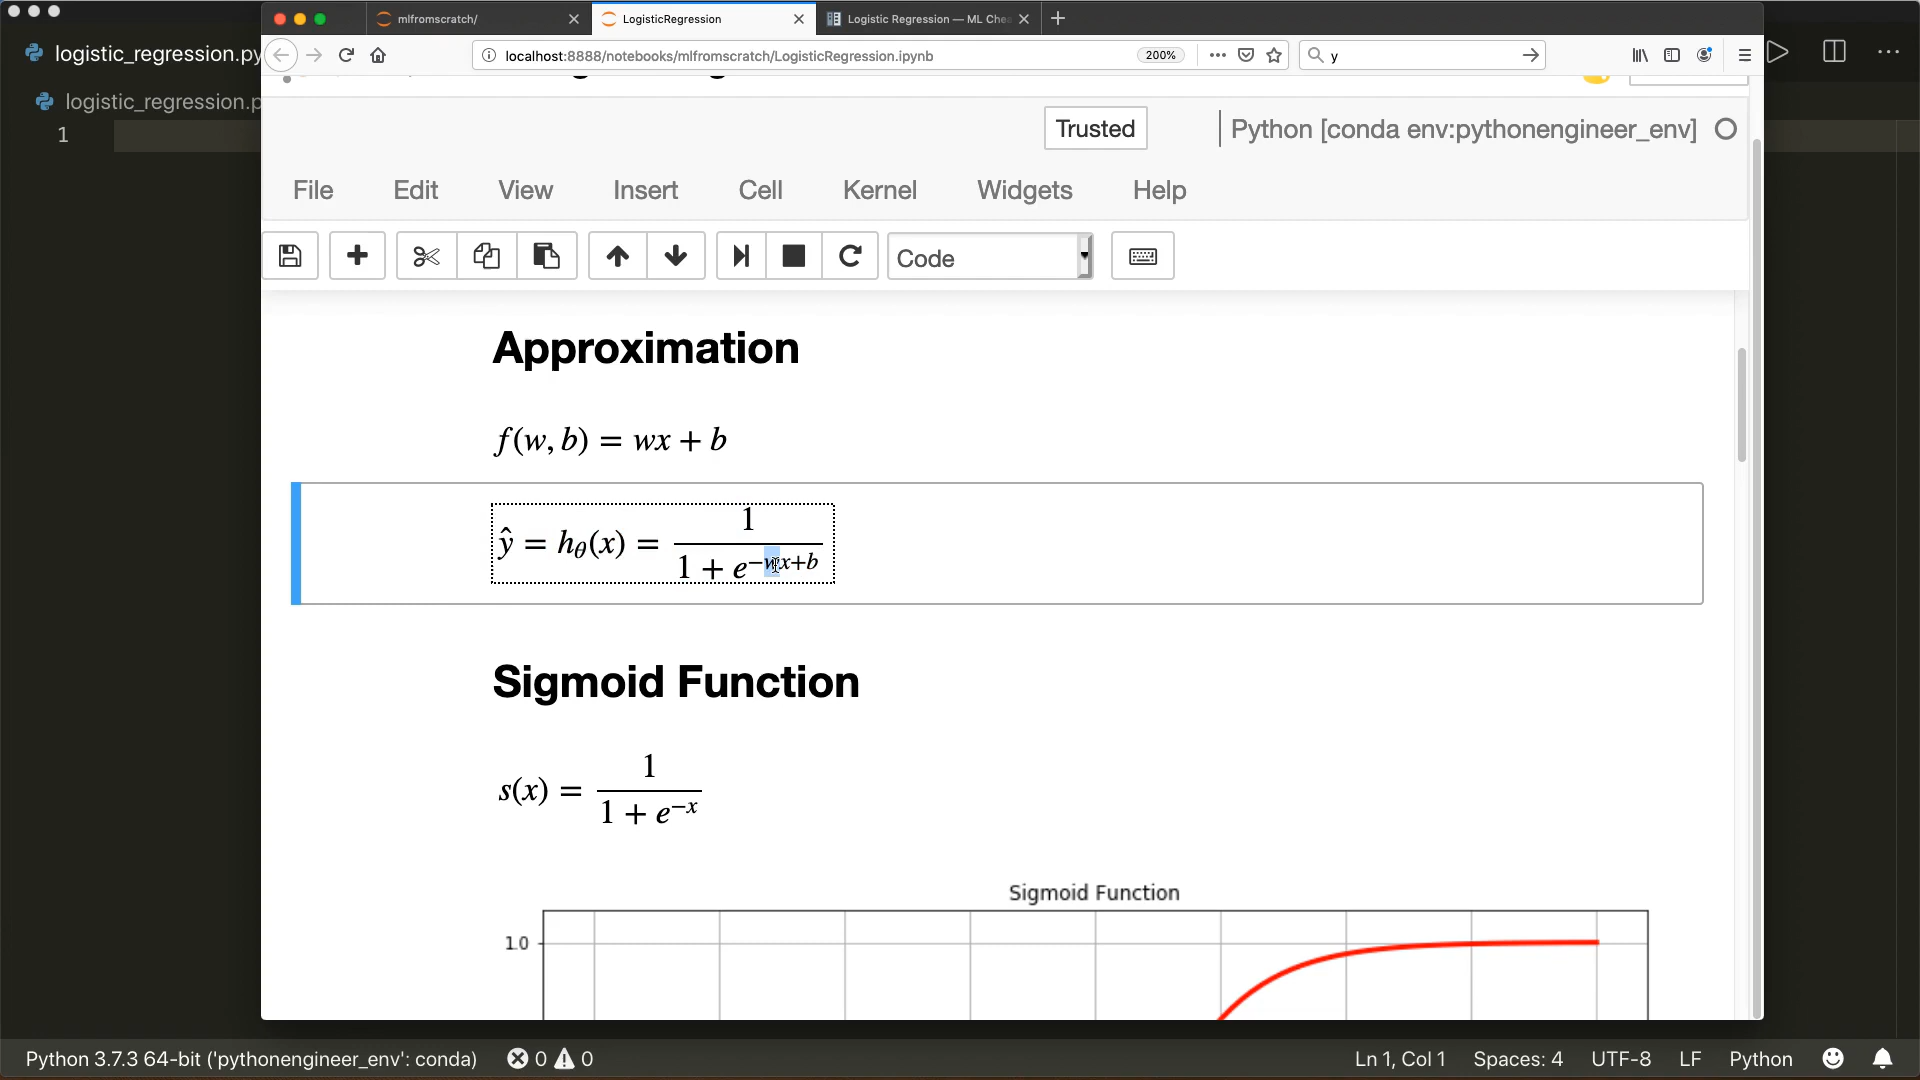 mlfromscratch/
LogisticRegression
Logistic Regression — ML Chea
localhost:8888/notebooks/mlfromscratch/LogisticRegression.ipynb
200%
y
logistic_regression.py
logistic_regression.p
1
Trusted
Python [conda env:pythonengineer_env]
File Edit View Insert Cell Kernel Widgets Help
Code
Approximation
f(w, b) = wx + b
ŷ = h_θ(x) = 1 / (1 + e^(−wx+b))
Sigmoid Function
s(x) = 1 / (1 + e^(−x))
Sigmoid Function
1.0
Python 3.7.3 64-bit ('pythonengineer_env': conda) 0 0 Ln 1, Col 1 Spaces: 4 UTF-8 LF Python